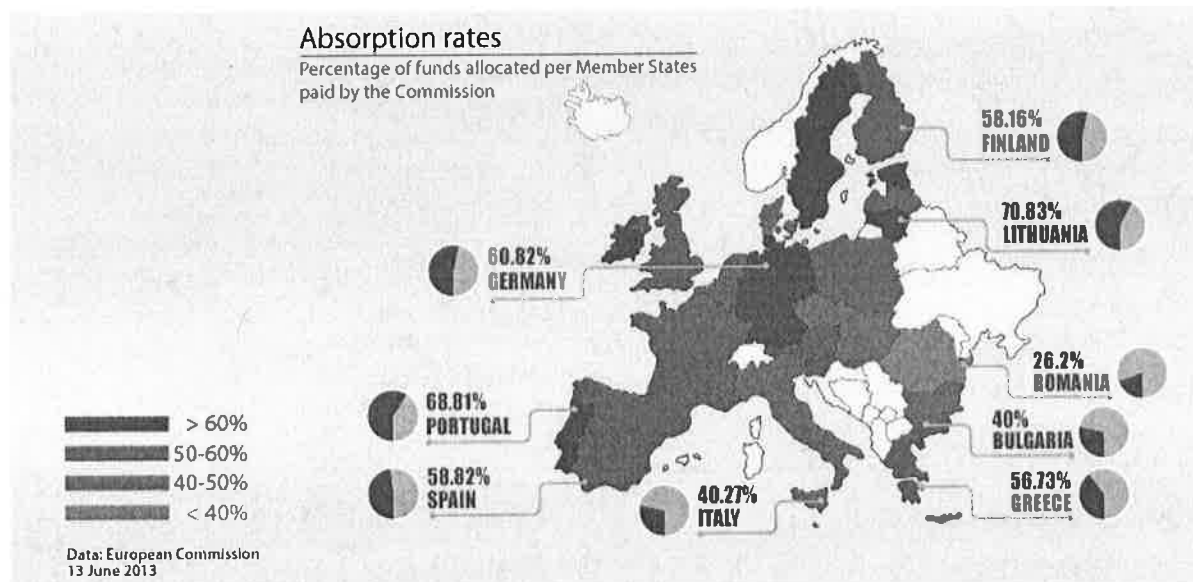 Absorption rates
Percentage of funds allocated per Member States
paid by the Commission
58.16%
FINLAND
70.83%
LITHUANIA
60.82%
GERMANY
26.2%
ROMANIA
68.81%
PORTUGAL
40%
BULGARIA
58.82%
SPAIN
40.27%
ITALY
56.73%
GREECE
> 60%
50-60%
40-50%
< 40%
Data: European Commission
13 June 2013